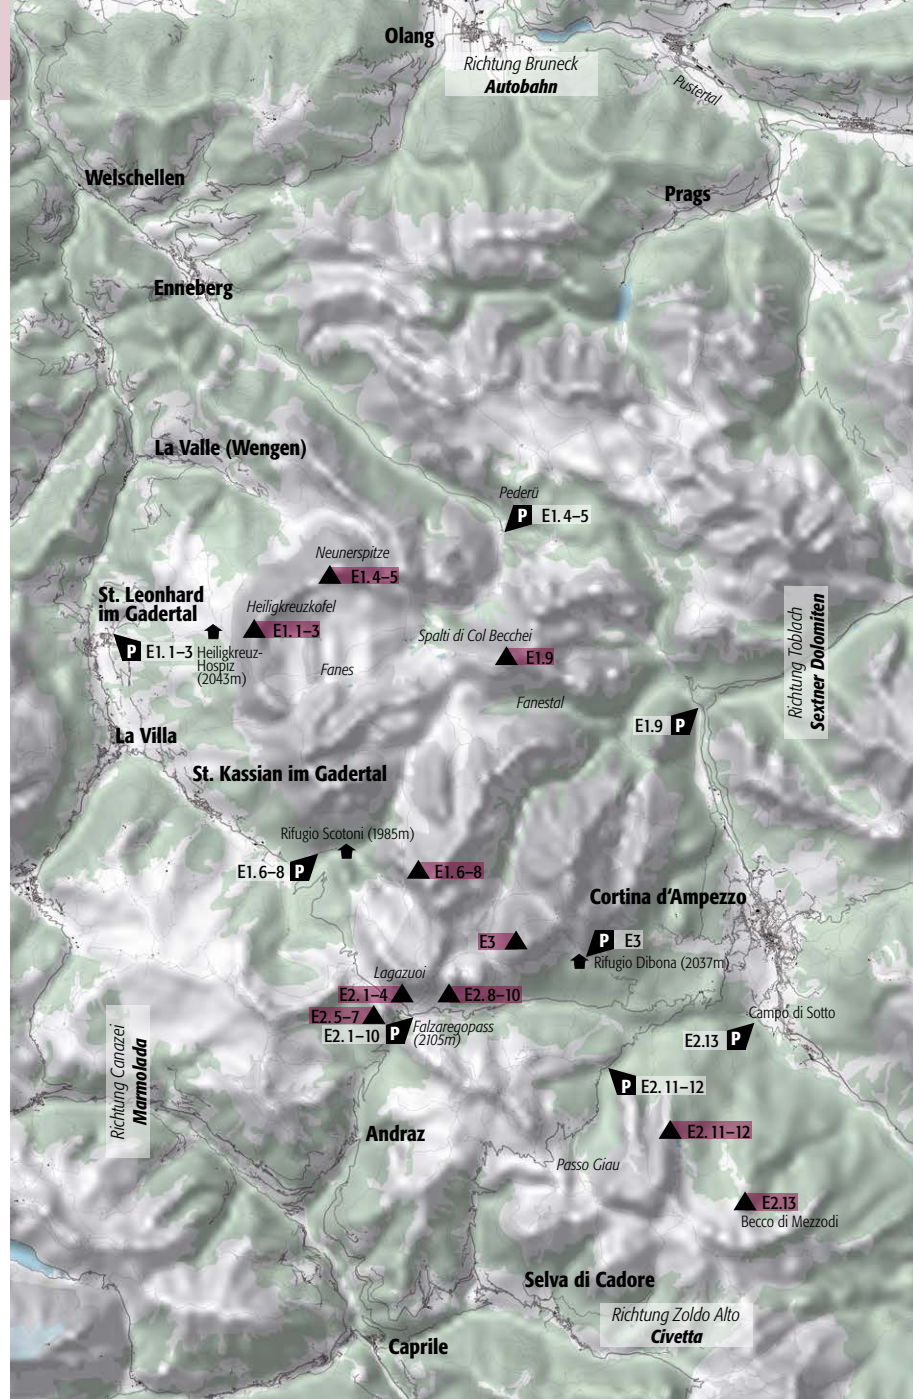 Olang
Richtung Bruneck
Autobahn
Pustertal
Welschellen
Prags
Enneberg
La Valle (Wengen)
Pederü
P E1. 4–5
Neunerspitze
E1. 4–5
St. Leonhard
im Gadertal
Heiligkreuzkofel
E1. 1–3
P E1. 1–3
Heiligkreuz-
Hospiz
(2043m)
Spalti di Col Becchei
E1.9
Fanes
Fanestal
Richtung Toblach
Sextner Dolomiten
E1.9 P
La Villa
St. Kassian im Gadertal
Rifugio Scotoni (1985m)
E1. 6–8 P
E1. 6–8
Cortina d‘Ampezzo
E3
P E3
Rifugio Dibona (2037m)
Lagazuoi
E2. 1–4
E2. 8–10
E2. 5–7
E2. 1–10 P
Falzaregopass
(2105m)
Campo di Sotto
E2.13 P
Richtung Canazei
Marmolada
P E2. 11–12
Andraz
E2. 11–12
Passo Giau
E2.13
Becco di Mezzodi
Selva di Cadore
Richtung Zoldo Alto
Civetta
Caprile